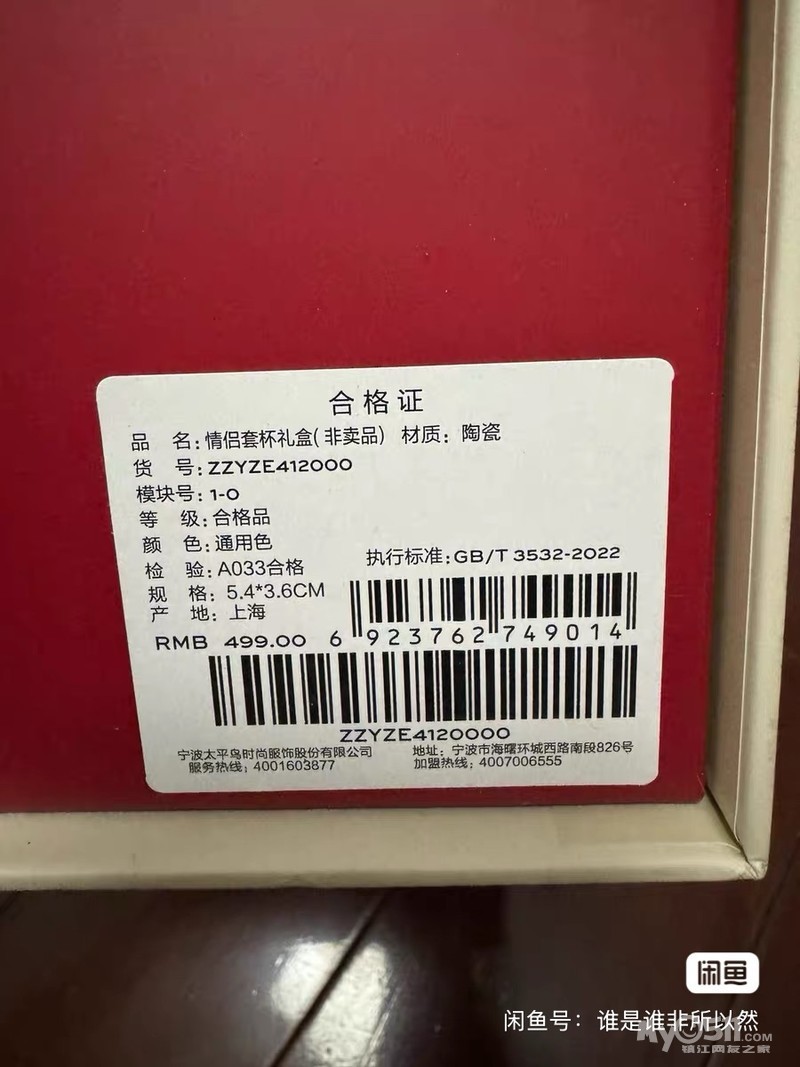 合格证
品 名:情侣套杯礼盒(非卖品) 材质:陶瓷
货 号:ZZYZE412000
模块号:1-0
等 级:合格品
颜 色:通用色
检 验:A033合格 执行标准:GB/T 3532-2022
规 格:5.4*3.6CM
产 地:上海
RMB 499.00 6 923762 749014
ZZYZE4120000
宁波太平鸟时尚服饰股份有限公司 地址:宁波市海曙环城西路南段826号
服务热线:4001603877 加盟热线:4007006555
闲鱼
闲鱼号:谁是谁非所以然
My0511.COM
镇江网友之家